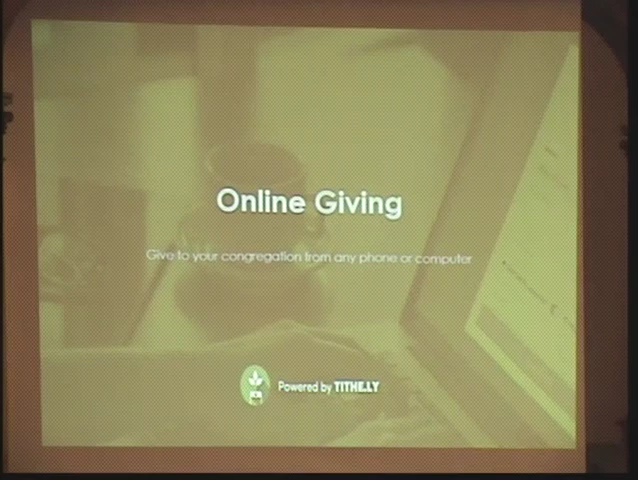 Online Giving
Give to your congregation from any phone or computer
Powered by TITHE.LY